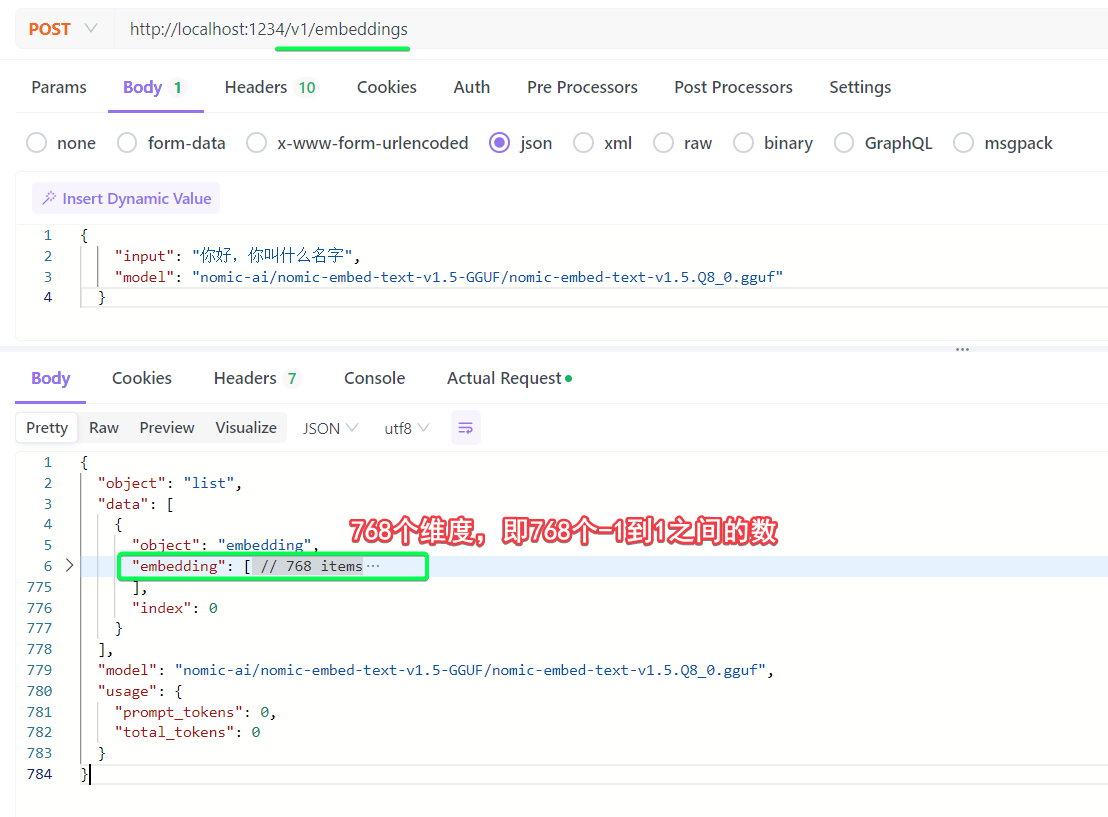 POST http://localhost:1234/v1/embeddings
Params Body 1 Headers 10 Cookies Auth Pre Processors Post Processors Settings
none form-data x-www-form-urlencoded json xml raw binary GraphQL msgpack
Insert Dynamic Value
1 {
2 "input": "你好，你叫什么名字",
3 "model": "nomic-ai/nomic-embed-text-v1.5-GGUF/nomic-embed-text-v1.5.Q8_0.gguf"
4 }
Body Cookies Headers 7 Console Actual Request
Pretty Raw Preview Visualize JSON utf8
1 {
2 "object": "list",
3 "data": [
4 {
768个维度，即768个-1到1之间的数
5 "object": "embedding",
6 "embedding": [ // 768 items···
775 ],
776 "index": 0
777 }
778 ],
779 "model": "nomic-ai/nomic-embed-text-v1.5-GGUF/nomic-embed-text-v1.5.Q8_0.gguf",
780 "usage": {
781 "prompt_tokens": 0,
782 "total_tokens": 0
783 }
784 }